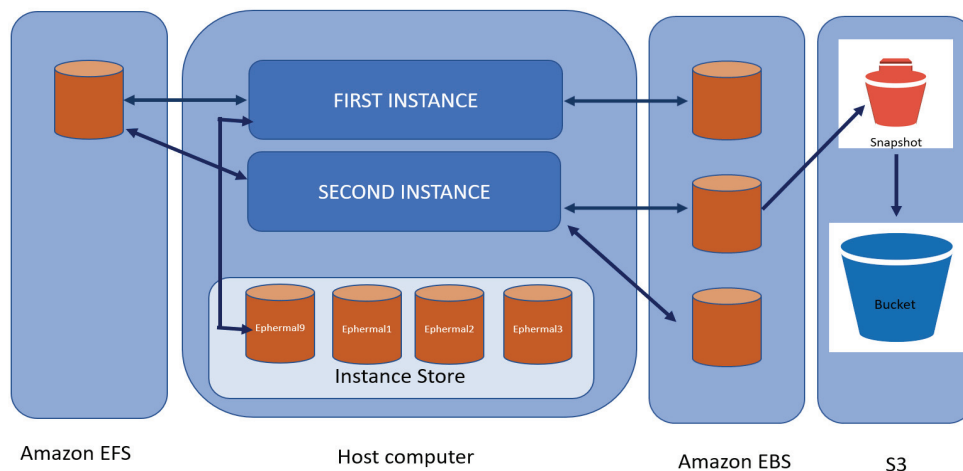 FIRST INSTANCE
SECOND INSTANCE
Snapshot
Bucket
Ephermal9
Ephermal1
Ephermal2
Ephermal3
Instance Store
Amazon EFS
Host computer
Amazon EBS
S3